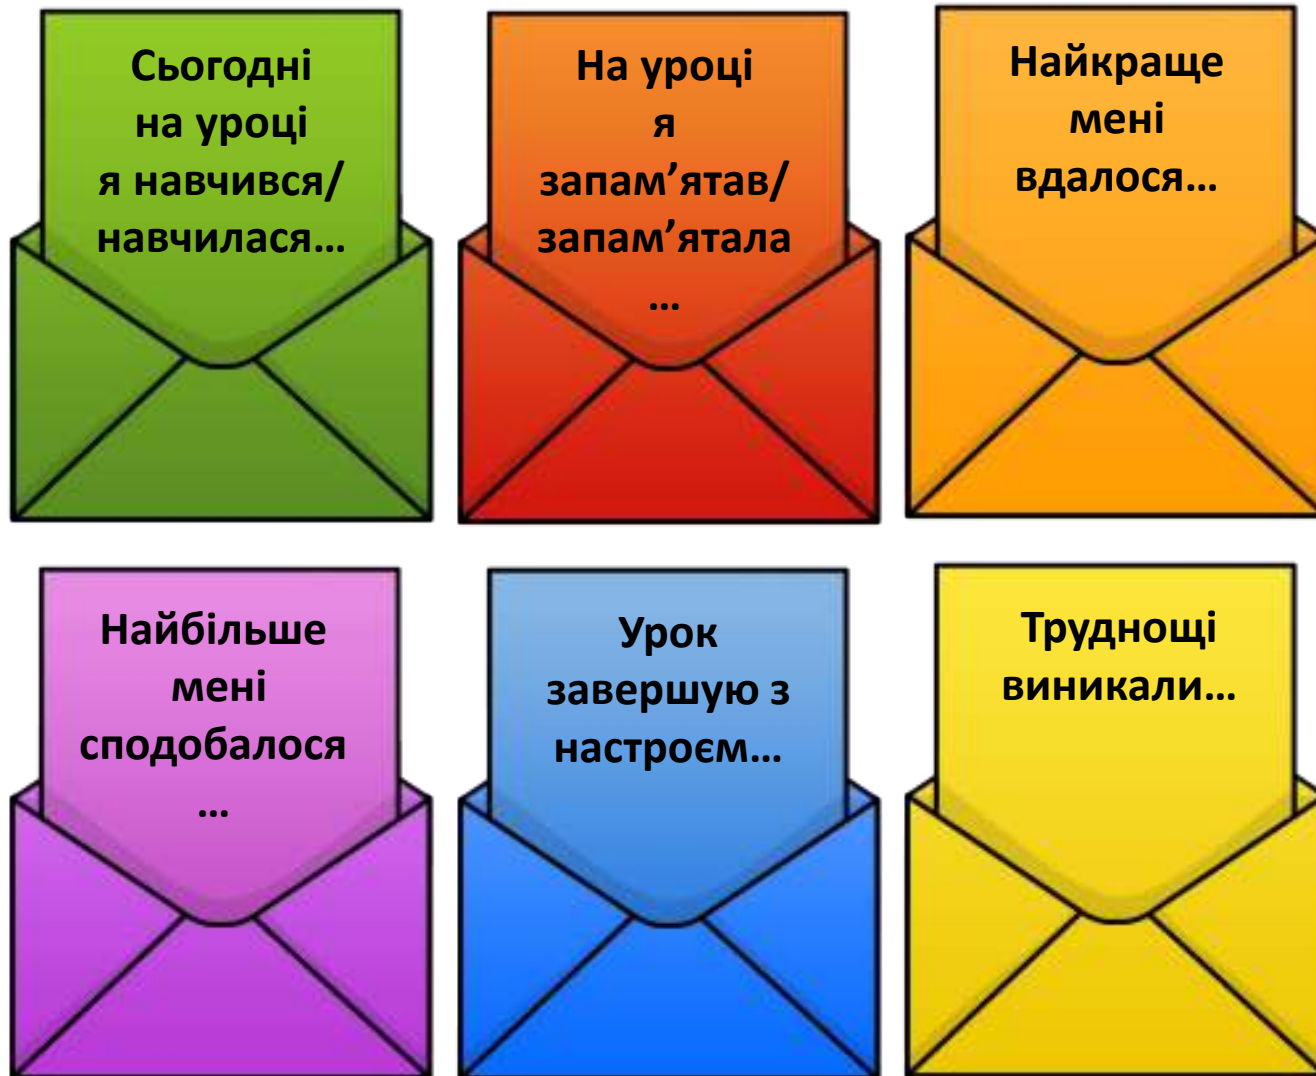 Сьогодні
на уроці
я навчився/
навчилася…
На уроці
я
запам’ятав/
запам’ятала
…
Найкраще
мені
вдалося…
Найбільше
мені
сподобалося
…
Урок
завершую з
настроєм…
Труднощі
виникали…